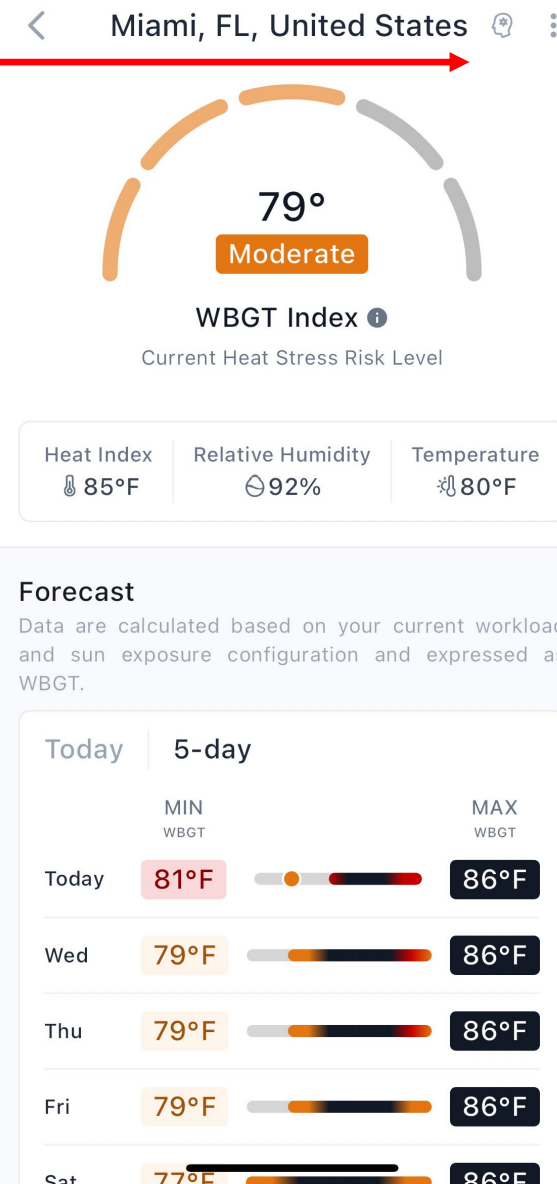 Miami, FL, United States
79°
Moderate
WBGT Index
Current Heat Stress Risk Level
Heat Index Relative Humidity Temperature
85°F 92% 80°F
Forecast
Data are calculated based on your current workload
and sun exposure configuration and expressed as
WBGT.
Today 5-day
MIN MAX
WBGT WBGT
Today 81°F 86°F
Wed 79°F 86°F
Thu 79°F 86°F
Fri 79°F 86°F
Sat 77°F 86°F